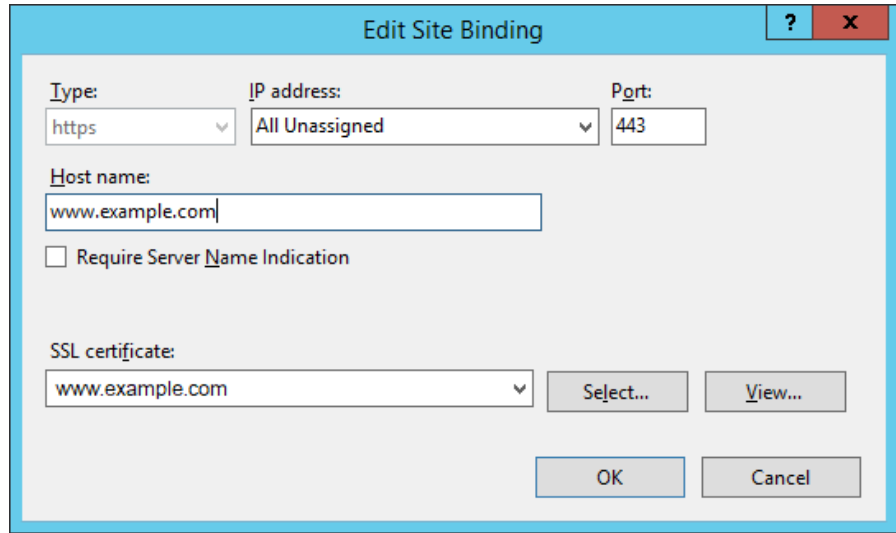 Edit Site Binding
?
x
Type:
IP address:
Port:
https
All Unassigned
443
Host name:
www.example.com
Require Server Name Indication
SSL certificate:
www.example.com
Select...
View...
OK
Cancel